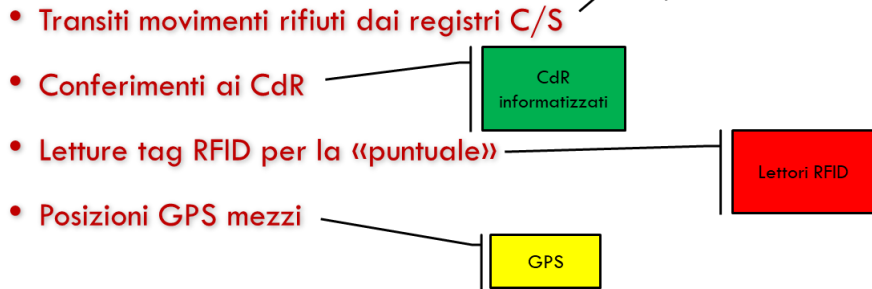 • Transiti movimenti rifiuti dai registri C/S
• Conferimenti ai CdR
CdR
informatizzati
• Letture tag RFID per la «puntuale»
Lettori RFID
• Posizioni GPS mezzi
GPS